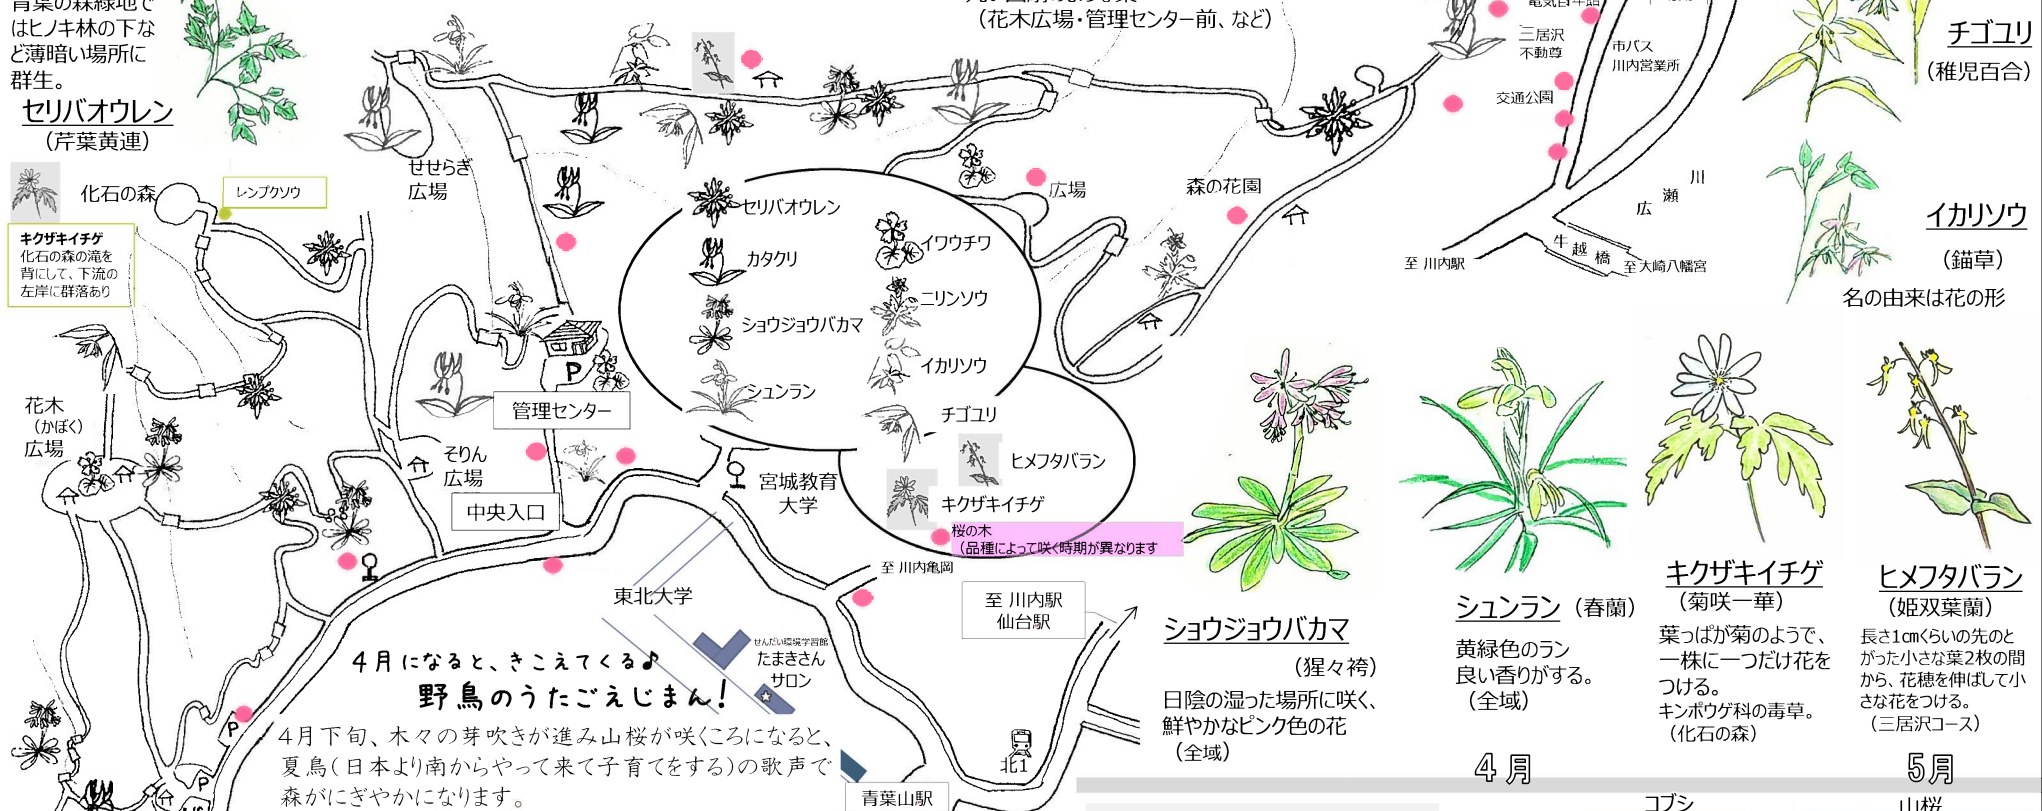 青葉の森緑地で
はヒノキ林の下な
ど薄暗い場所に
群生。
セリバオウレン
（芹葉黄連）
（花木広場・管理センター前、など）
三居沢
不動尊
市バス
川内営業所
交通公園
チゴユリ
（稚児百合）
化石の森
レンプクソウ
せせらぎ
広場
広場
森の花園
川
瀬
広
牛越橋
至 川内駅
至大崎八幡宮
イカリソウ
（錨草）
名の由来は花の形
キクザキイチゲ
化石の森の滝を
背にして、下流の
左岸に群落あり
セリバオウレン
カタクリ
ショウジョウバカマ
シュンラン
イワウチワ
ニリンソウ
イカリソウ
チゴユリ
ヒメフタバラン
キクザキイチゲ
桜の木
（品種によって咲く時期が異なります
花木
（かぼく）
広場
P
管理センター
そりん
広場
中央入口
宮城教育
大学
至 川内亀岡
至 川内駅
仙台駅
東北大学
せんだい環境学習館
たまきさん
サロン
4月になると、きこえてくる♪
野鳥のうたごえじまん！
4月下旬、木々の芽吹きが進み山桜が咲くころになると、
夏鳥（日本より南からやって来て子育てをする）の歌声で
森がにぎやかになります。
P
P
北1
青葉山駅
ショウジョウバカマ
（猩々袴）
日陰の湿った場所に咲く、
鮮やかなピンク色の花
（全域）
シュンラン（春蘭）
黄緑色のラン
良い香りがする。
（全域）
キクザキイチゲ
（菊咲一華）
葉っぱが菊のようで、
一株に一つだけ花を
つける。
キンポウゲ科の毒草。
（化石の森）
ヒメフタバラン
（姫双葉蘭）
長さ1cmくらいの先のと
がった小さな葉2枚の間
から、花穂を伸ばして小
さな花をつける。
（三居沢コース）
4月
5月
コブシ
山桜